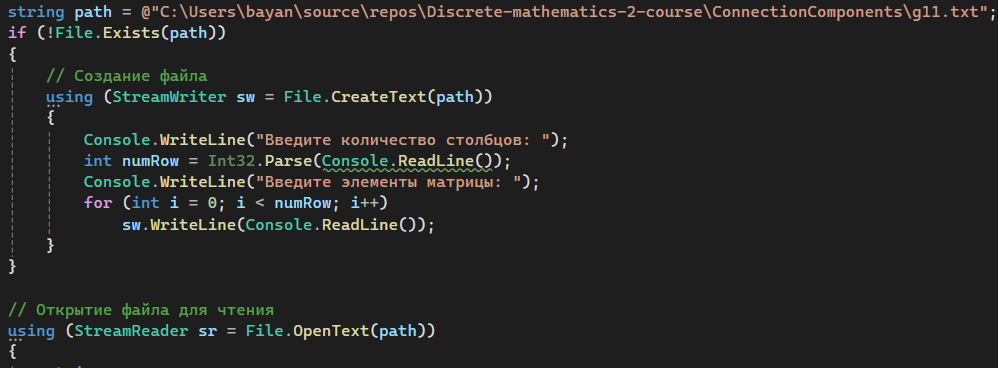 string path = @"C:\Users\bayan\source\repos\Discrete-mathematics-2-course\ConnectionComponents\g11.txt";
if (!File.Exists(path))
{
    // Создание файла
    using (StreamWriter sw = File.CreateText(path))
    {
        Console.WriteLine("Введите количество столбцов: ");
        int numRow = Int32.Parse(Console.ReadLine());
        Console.WriteLine("Введите элементы матрицы: ");
        for (int i = 0; i < numRow; i++)
            sw.WriteLine(Console.ReadLine());
    }
}

// Открытие файла для чтения
using (StreamReader sr = File.OpenText(path))
{